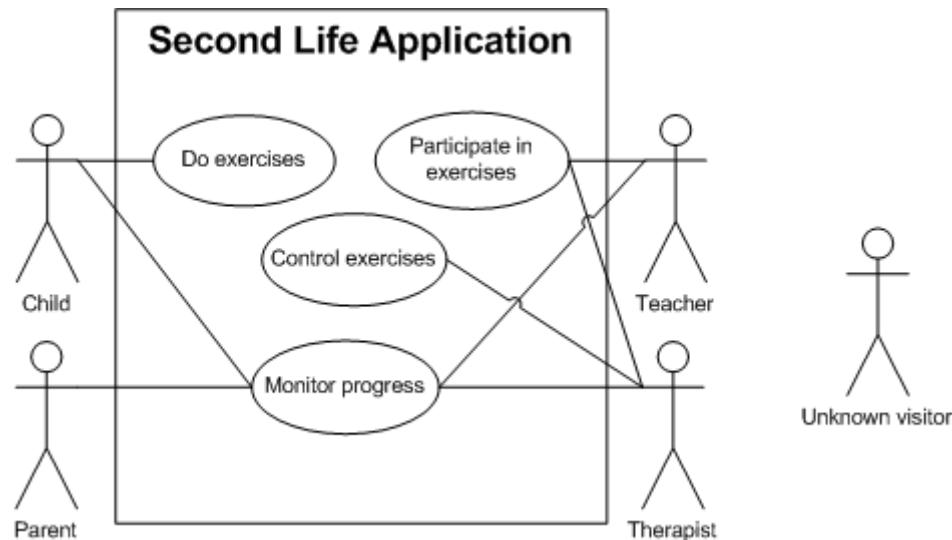 Second Life Application
Do exercises
Participate in
exercises
Control exercises
Child
Teacher
Monitor progress
Unknown visitor
Parent
Therapist